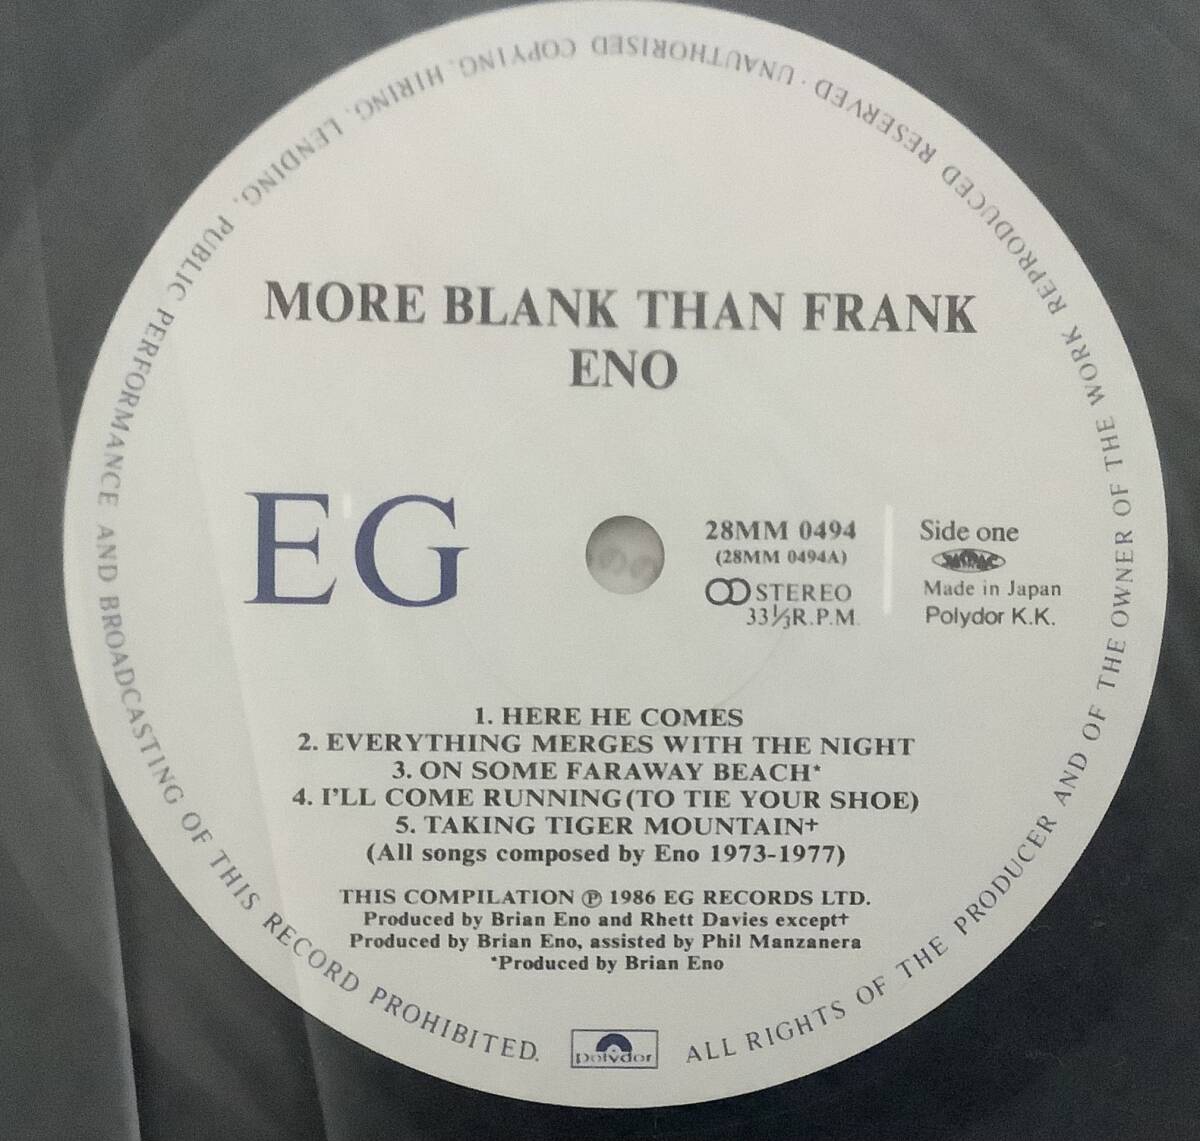 MORE BLANK THAN FRANK
ENO
EG
28MM 0494
(28MM 0494A)
STEREO
33⅓R.P.M.
Side one
Made in Japan
Polydor K.K.
1. HERE HE COMES
2. EVERYTHING MERGES WITH THE NIGHT
3. ON SOME FARAWAY BEACH*
4. I'LL COME RUNNING(TO TIE YOUR SHOE)
5. TAKING TIGER MOUNTAIN+
(All songs composed by Eno 1973-1977)
THIS COMPILATION ℗ 1986 EG RECORDS LTD.
Produced by Brian Eno and Rhett Davies except+
Produced by Brian Eno, assisted by Phil Manzanera
*Produced by Brian Eno
polydor
ALL RIGHTS OF THE PRODUCER AND OF THE OWNER OF THE WORK REPRODUCED RESERVED · UNAUTHORISED COPYING, HIRING, LENDING, PUBLIC PERFORMANCE AND BROADCASTING OF THIS RECORD PROHIBITED.